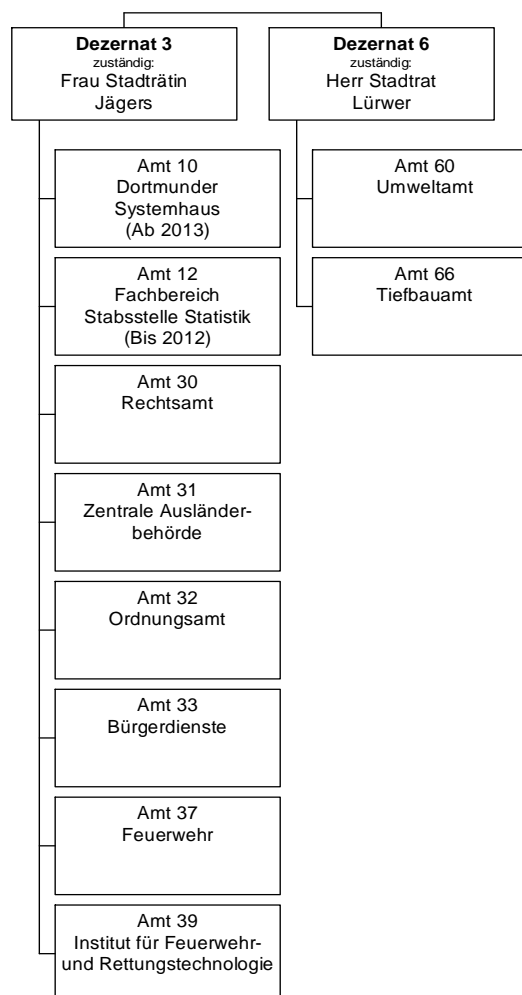 Dezernat 3
zuständig:
Frau Stadträtin
Jägers
Dezernat 6
zuständig:
Herr Stadtrat
Lürwer
Amt 10
Dortmunder
Systemhaus
(Ab 2013)
Amt 12
Fachbereich
Stabsstelle Statistik
(Bis 2012)
Amt 30
Rechtsamt
Amt 31
Zentrale Ausländer-
behörde
Amt 32
Ordnungsamt
Amt 33
Bürgerdienste
Amt 37
Feuerwehr
Amt 39
Institut für Feuerwehr-
und Rettungstechnologie
Amt 60
Umweltamt
Amt 66
Tiefbauamt